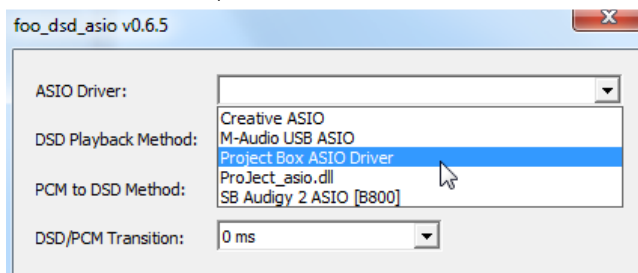 foo_dsd_asio v0.6.5
ASIO Driver:
Creative ASIO
DSD Playback Method:
M-Audio USB ASIO
Project Box ASIO Driver
PCM to DSD Method:
ProJect_asio.dll
SB Audigy 2 ASIO [B800]
DSD/PCM Transition:
0 ms